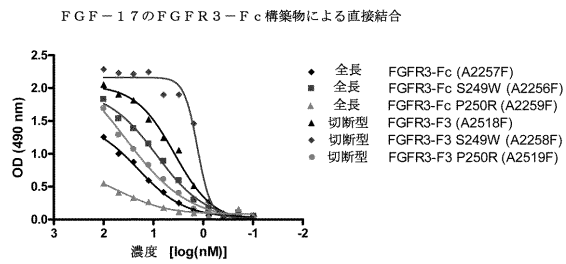 ＦＧＦ－１７のＦＧＦＲ３－Ｆｃ構築物による直接結合
2.5
2.0
1.5
1.0
0.5
0.0
OD (490 nm)
3 2 1 0 -1 -2
濃度 [log(nM)]
全長 FGFR3-Fc (A2257F)
全長 FGFR3-Fc S249W (A2256F)
全長 FGFR3-Fc P250R (A2259F)
切断型 FGFR3-F3 (A2518F)
切断型 FGFR3-F3 S249W (A2258F)
切断型 FGFR3-F3 P250R (A2519F)